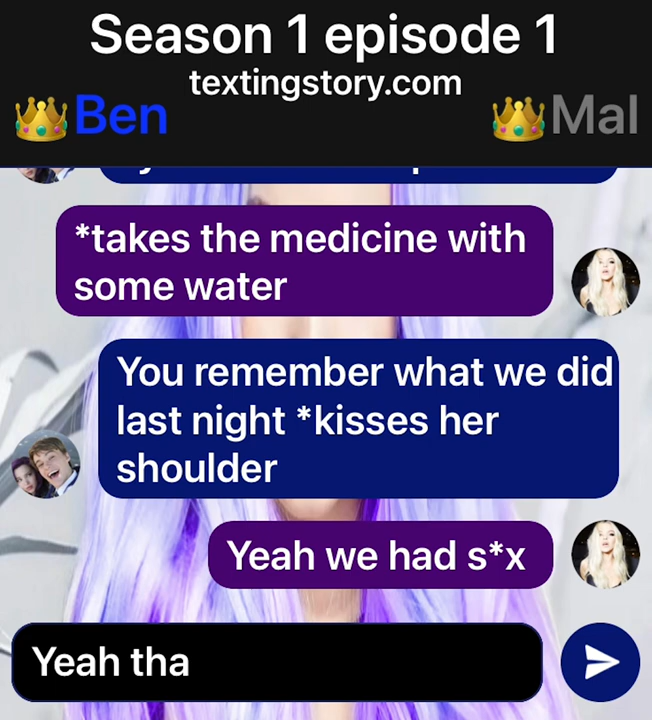 Season 1 episode 1
textingstory.com
👑Ben
👑Mal
*takes the medicine with
some water
You remember what we did
last night *kisses her
shoulder
Yeah we had s*x
Yeah tha